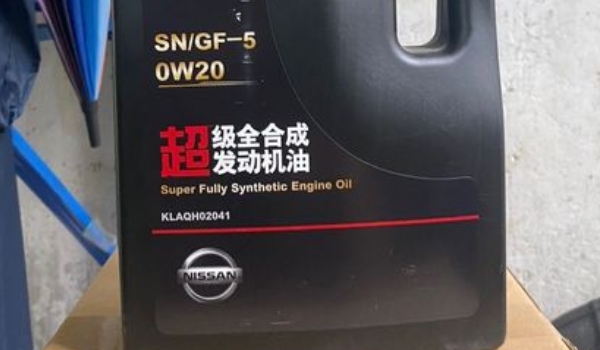 SN/GF-5
0W20
超级全合成
发动机油
Super Fully Synthetic Engine Oil
KLAQH02041
NISSAN